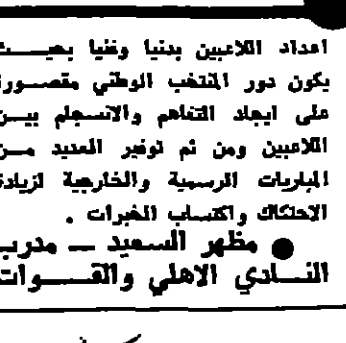 اعداد اللاعبين بدنيا وفنيا بحيث
يكون دور المنتخب الوطني مقصورة
على ايجاد التفاهم والانسجام بين
اللاعبين ومن ثم توفير العديد من
المباريات الرسمية والخارجية لزيادة
الاحتكاك واكتساب الخبرات .
● مظهر السعيد — مدرب
النادي الاهلي والقوات